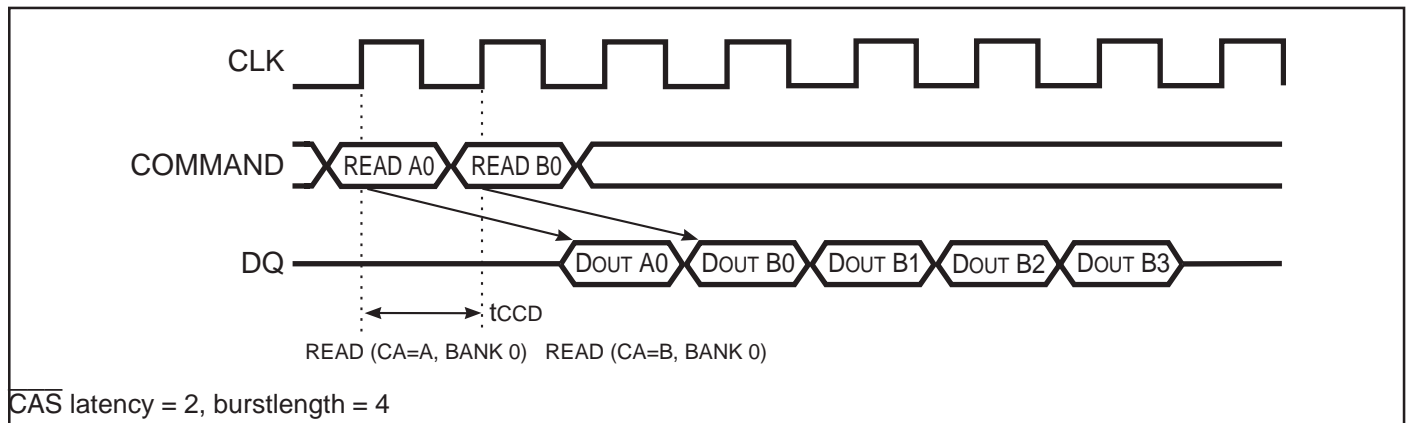 CLK
COMMAND READ A0 READ B0
DQ DOUT A0 DOUT B0 DOUT B1 DOUT B2 DOUT B3
tCCD
READ (CA=A, BANK 0) READ (CA=B, BANK 0)
CAS latency = 2, burstlength = 4